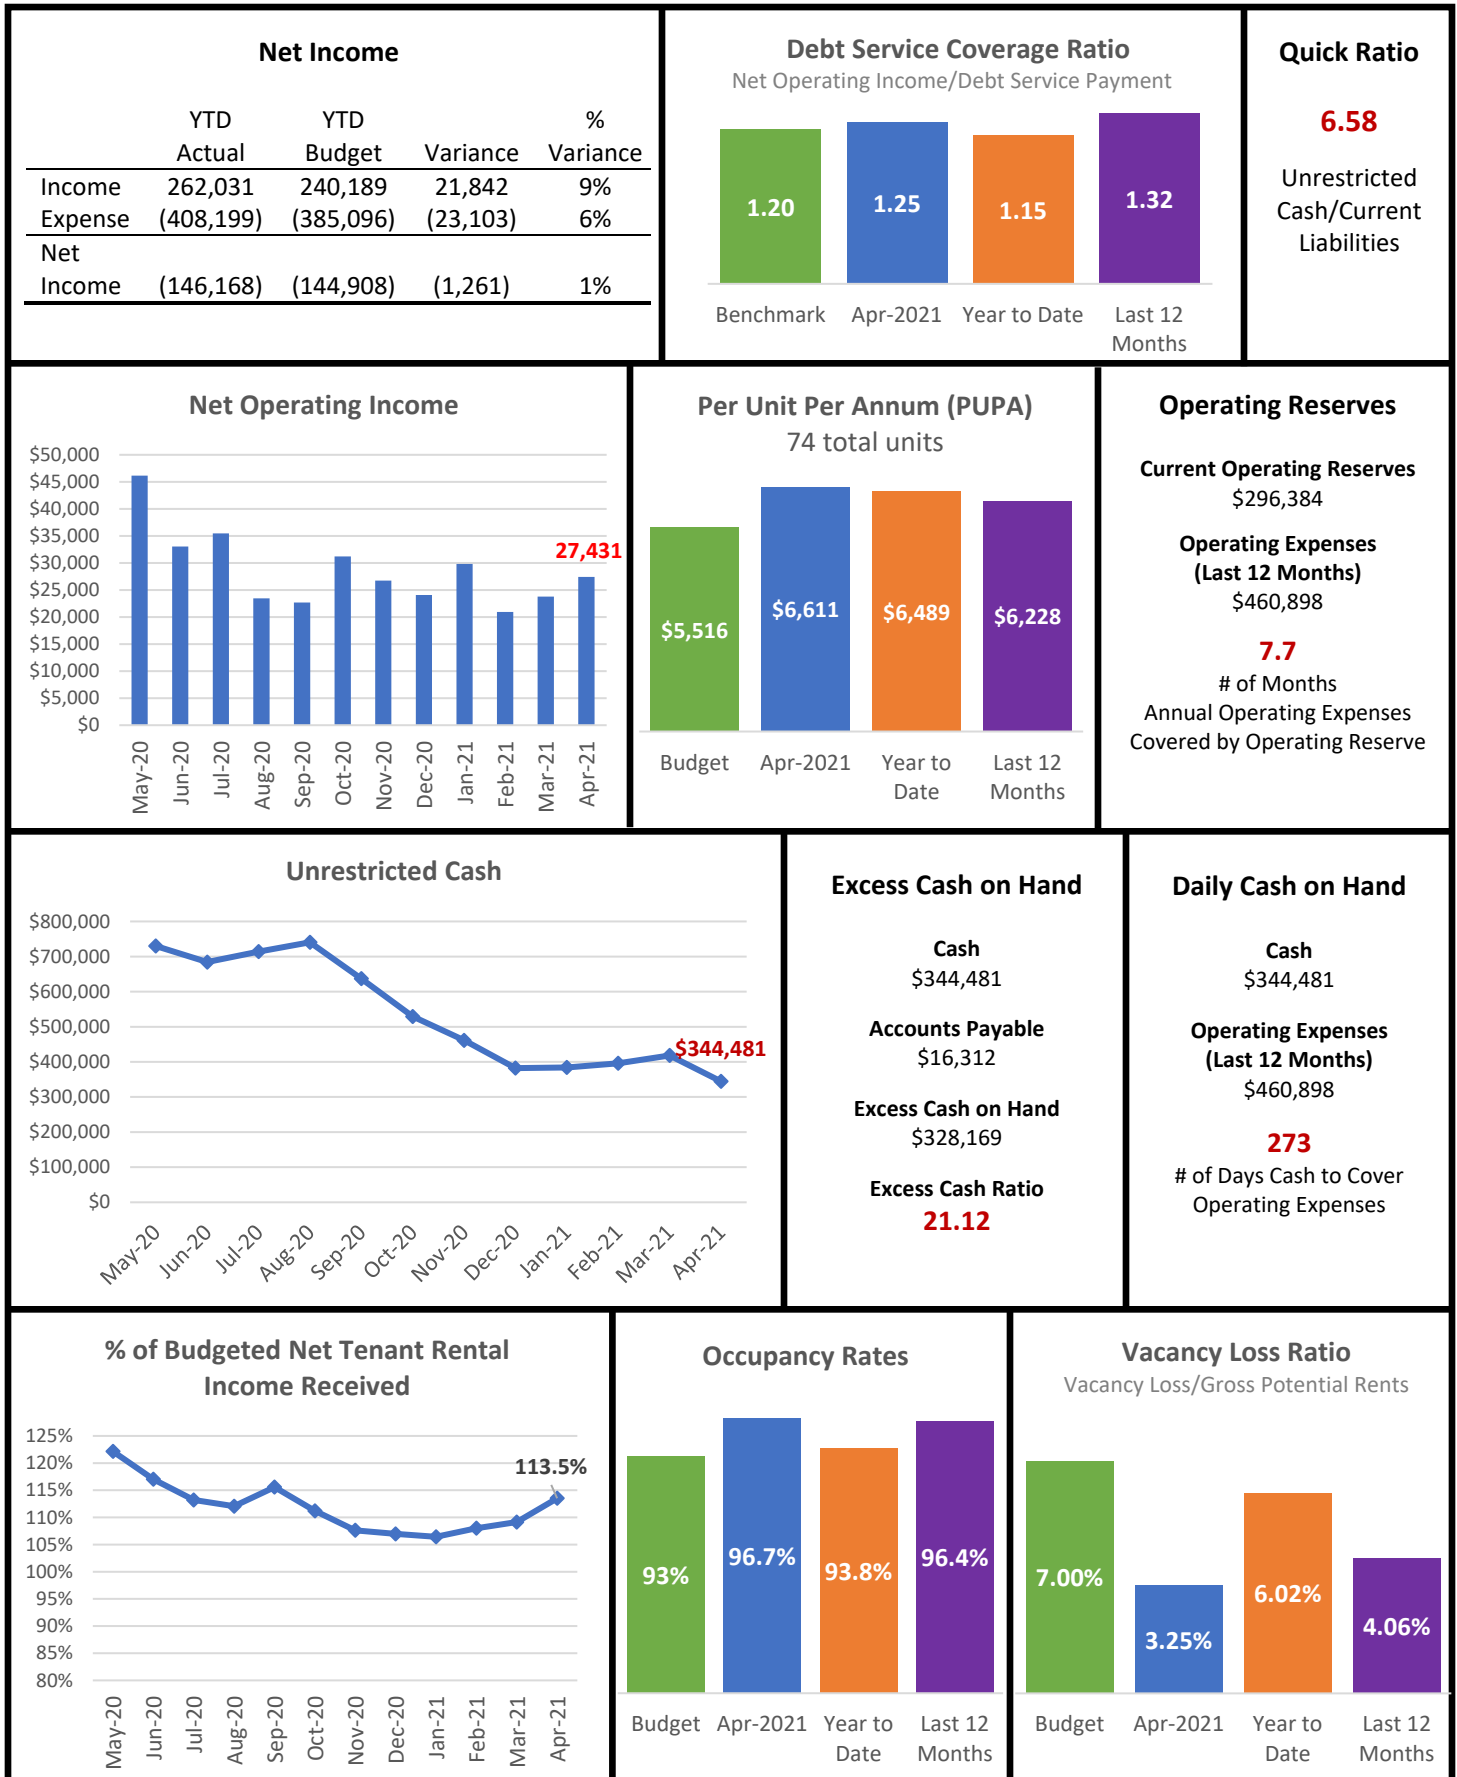 Net Income
YTD YTD %
Actual Budget Variance Variance
Income 262,031 240,189 21,842 9%
Expense (408,199) (385,096) (23,103) 6%
Net
Income (146,168) (144,908) (1,261) 1%
Debt Service Coverage Ratio
Net Operating Income/Debt Service Payment
1.20 1.25 1.15 1.32
Benchmark Apr-2021 Year to Date Last 12
Months
Quick Ratio
6.58
Unrestricted
Cash/Current
Liabilities
Net Operating Income
$50,000
$45,000
$40,000
$35,000
$30,000
$25,000
$20,000
$15,000
$10,000
$5,000
$0
27,431
May-20 Jun-20 Jul-20 Aug-20 Sep-20 Oct-20 Nov-20 Dec-20 Jan-21 Feb-21 Mar-21 Apr-21
Per Unit Per Annum (PUPA)
74 total units
$5,516 $6,611 $6,489 $6,228
Budget Apr-2021 Year to Last 12
Date Months
Operating Reserves
Current Operating Reserves
$296,384
Operating Expenses
(Last 12 Months)
$460,898
7.7
# of Months
Annual Operating Expenses
Covered by Operating Reserve
Unrestricted Cash
$800,000
$700,000
$600,000
$500,000
$400,000
$300,000
$200,000
$100,000
$0
$344,481
May-20 Jun-20 Jul-20 Aug-20 Sep-20 Oct-20 Nov-20 Dec-20 Jan-21 Feb-21 Mar-21 Apr-21
Excess Cash on Hand
Cash
$344,481
Accounts Payable
$16,312
Excess Cash on Hand
$328,169
Excess Cash Ratio
21.12
Daily Cash on Hand
Cash
$344,481
Operating Expenses
(Last 12 Months)
$460,898
273
# of Days Cash to Cover
Operating Expenses
% of Budgeted Net Tenant Rental
Income Received
125%
120%
115%
110%
105%
100%
95%
90%
85%
80%
113.5%
May-20 Jun-20 Jul-20 Aug-20 Sep-20 Oct-20 Nov-20 Dec-20 Jan-21 Feb-21 Mar-21 Apr-21
Occupancy Rates
93% 96.7% 93.8% 96.4%
Budget Apr-2021 Year to Last 12
Date Months
Vacancy Loss Ratio
Vacancy Loss/Gross Potential Rents
7.00% 3.25% 6.02% 4.06%
Budget Apr-2021 Year to Last 12
Date Months